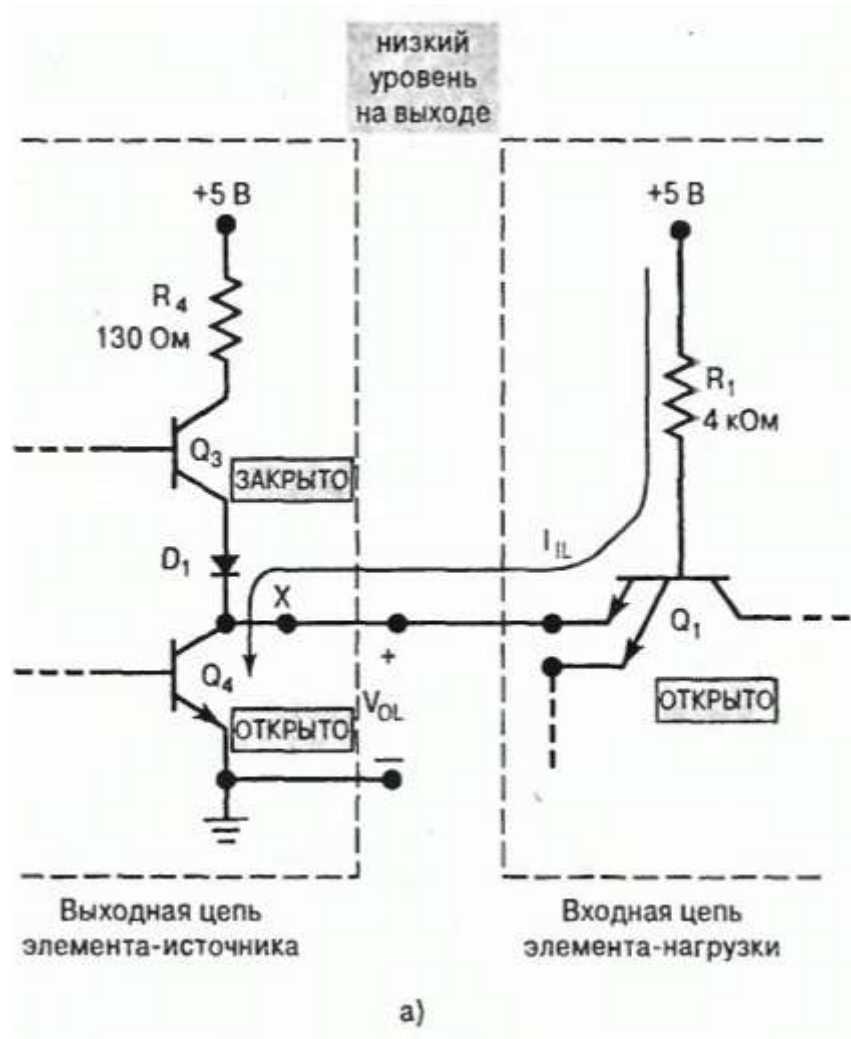 низкий
уровень
на выходе
+5 В
+5 В
R4
130 Ом
R1
4 кОм
Q3
ЗАКРЫТО
D1
IIL
X
+
Q1
Q4
VOL
ОТКРЫТО
ОТКРЫТО
–
Выходная цепь
элемента-источника
Входная цепь
элемента-нагрузки
а)